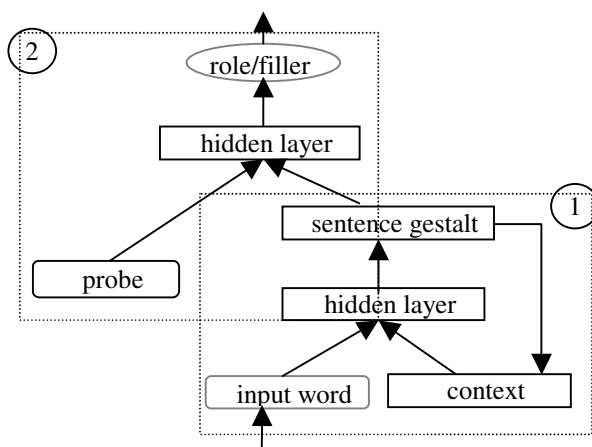 2
role/filler
hidden layer
1
sentence gestalt
probe
hidden layer
input word
context